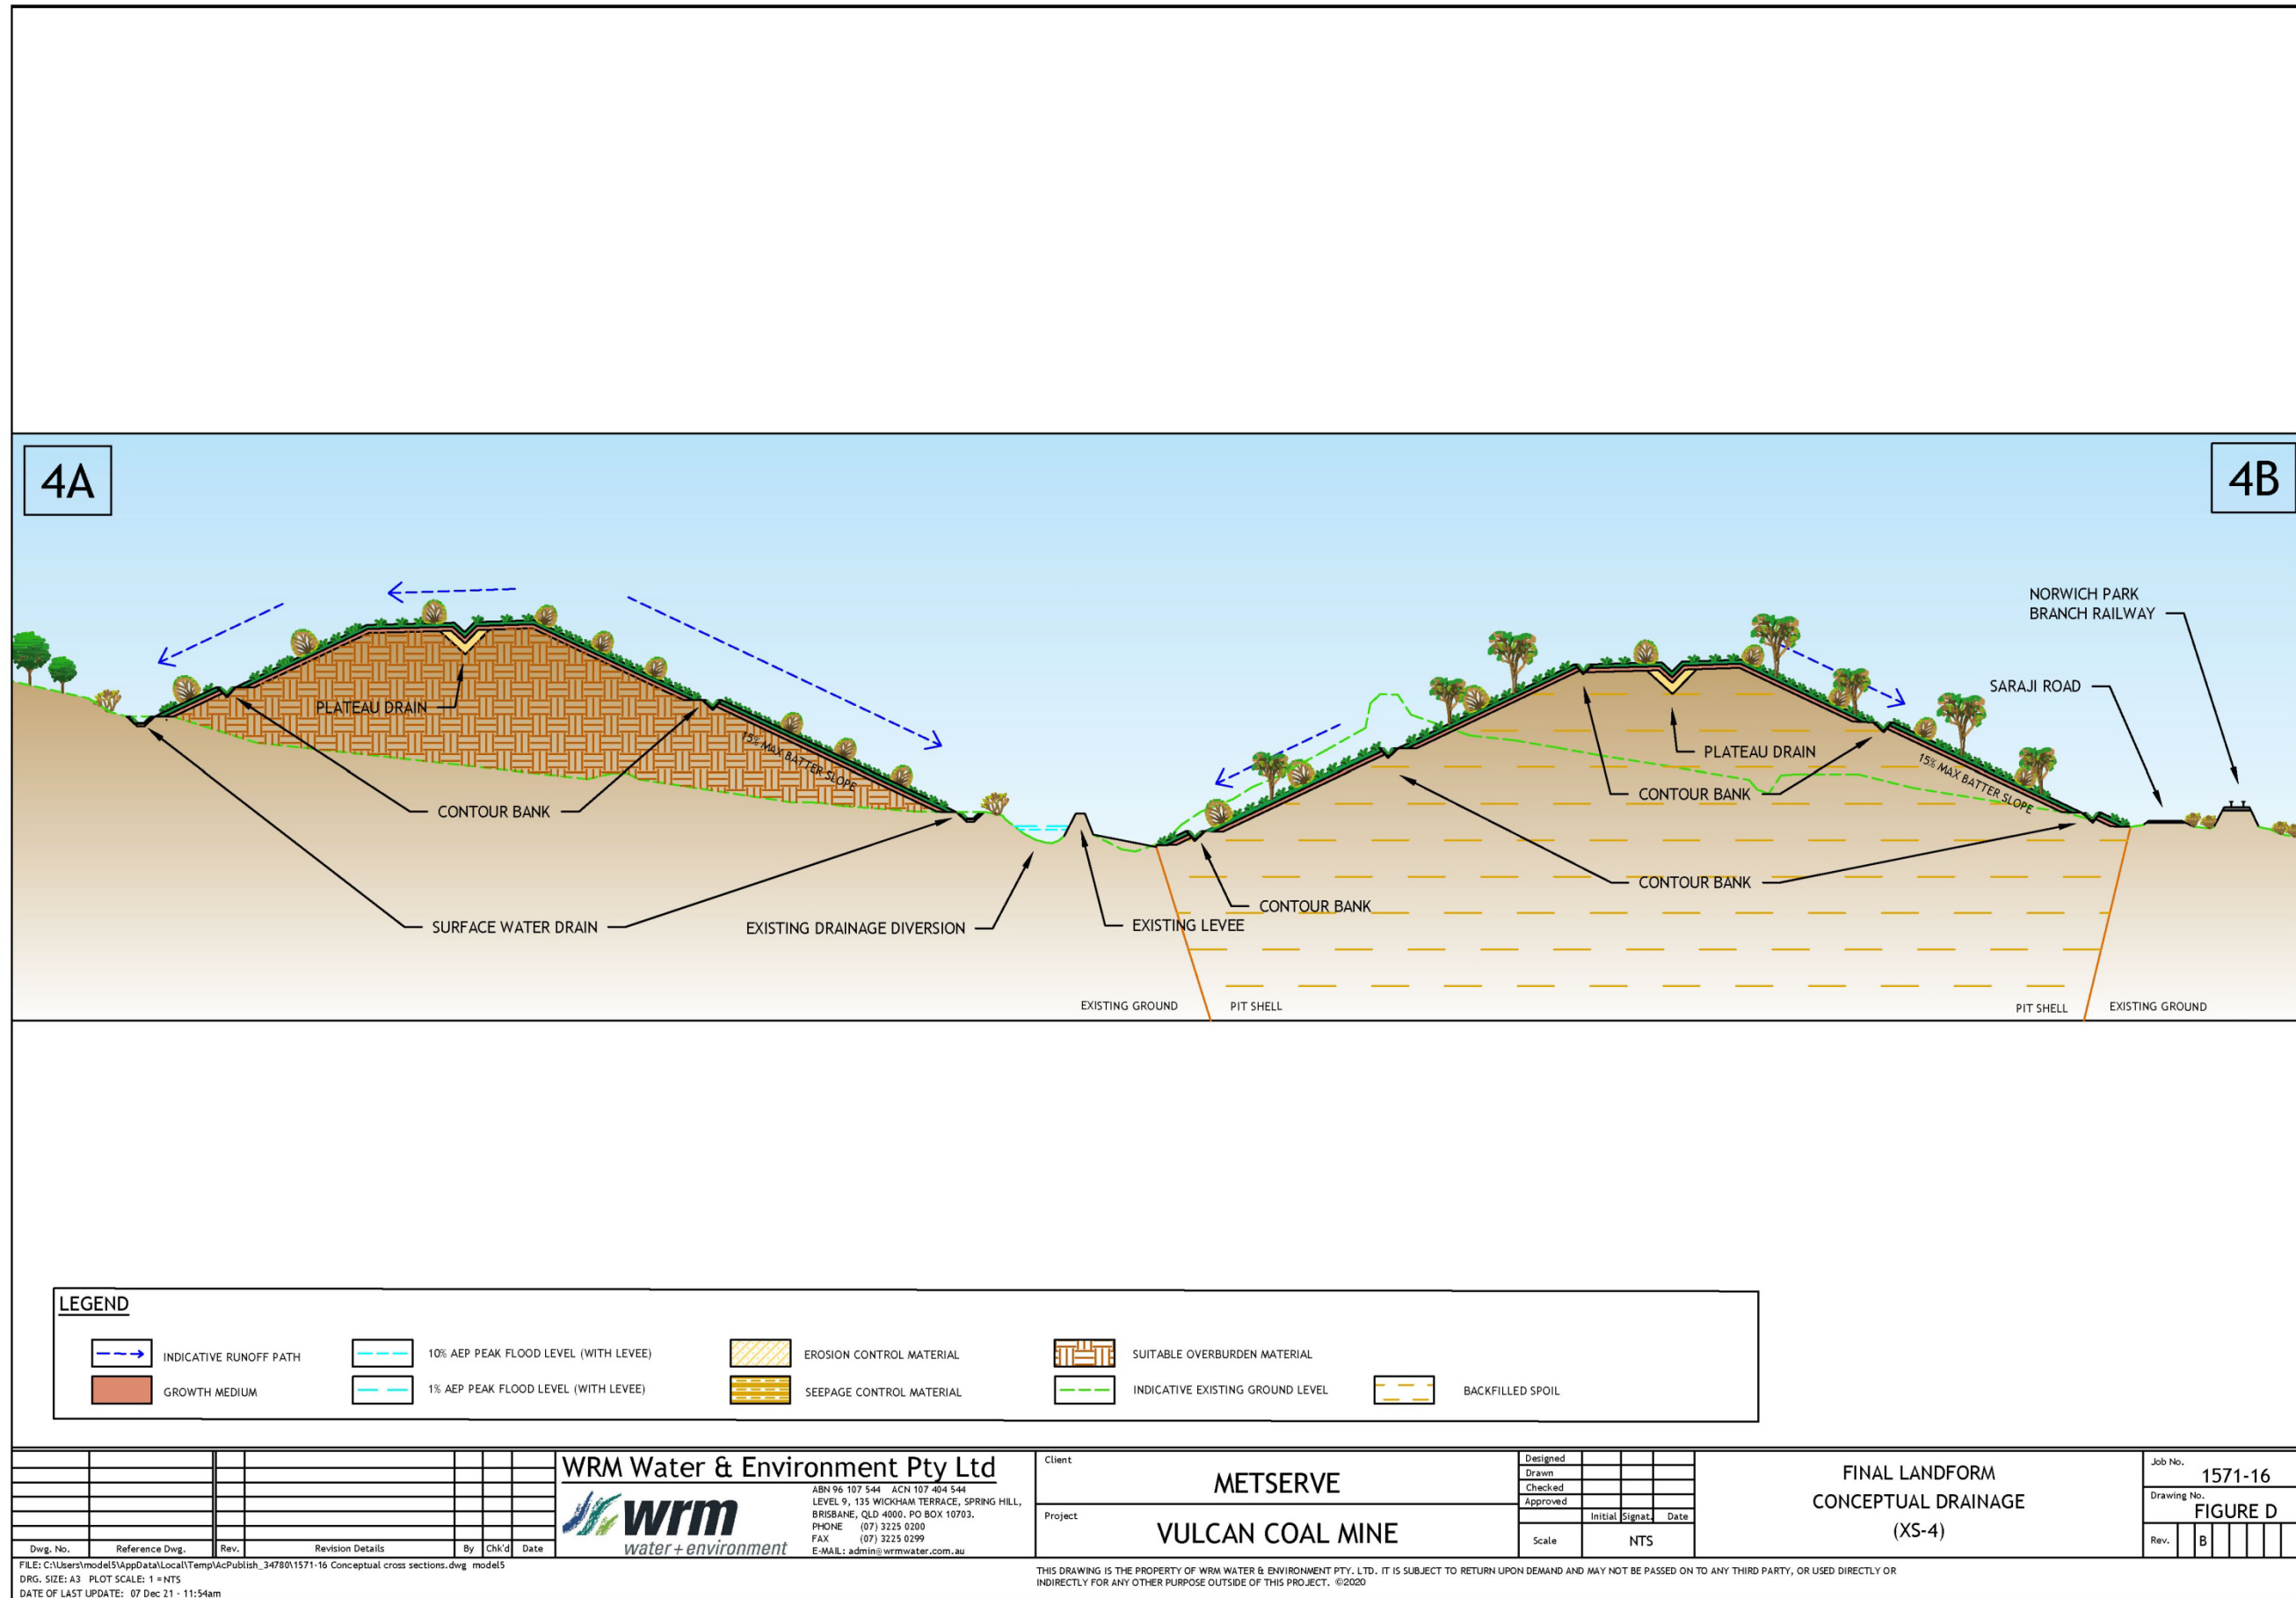 4A
4B
NORWICH PARK
BRANCH RAILWAY
SARAJI ROAD
PLATEAU DRAIN
15% MAX BATTER SLOPE
PLATEAU DRAIN
15% MAX BATTER SLOPE
CONTOUR BANK
CONTOUR BANK
CONTOUR BANK
CONTOUR BANK
SURFACE WATER DRAIN
EXISTING DRAINAGE DIVERSION
EXISTING LEVEE
EXISTING GROUND
PIT SHELL
PIT SHELL
EXISTING GROUND
LEGEND
INDICATIVE RUNOFF PATH
10% AEP PEAK FLOOD LEVEL (WITH LEVEE)
EROSION CONTROL MATERIAL
SUITABLE OVERBURDEN MATERIAL
GROWTH MEDIUM
1% AEP PEAK FLOOD LEVEL (WITH LEVEE)
SEEPAGE CONTROL MATERIAL
INDICATIVE EXISTING GROUND LEVEL
BACKFILLED SPOIL
Dwg. No.
Reference Dwg.
Rev.
Revision Details
By
Chk'd
Date
WRM Water & Environment Pty Ltd
wrm
water + environment
ABN 96 107 544 ACN 107 404 544
LEVEL 9, 135 WICKHAM TERRACE, SPRING HILL,
BRISBANE, QLD 4000. PO BOX 10703.
PHONE (07) 3225 0200
FAX (07) 3225 0299
E-MAIL: admin@wrmwater.com.au
Client
METSERVE
Project
VULCAN COAL MINE
Designed
Drawn
Checked
Approved
Initial
Signat.
Date
Scale
NTS
FINAL LANDFORM
CONCEPTUAL DRAINAGE
(XS-4)
Job No.
1571-16
Drawing No.
FIGURE D
Rev.
B
FILE: C:\Users\model5\AppData\Local\Temp\AcPublish_34780\1571-16 Conceptual cross sections.dwg model5
DRG. SIZE: A3 PLOT SCALE: 1 =NTS
DATE OF LAST UPDATE: 07 Dec 21 - 11:54am
THIS DRAWING IS THE PROPERTY OF WRM WATER & ENVIRONMENT PTY. LTD. IT IS SUBJECT TO RETURN UPON DEMAND AND MAY NOT BE PASSED ON TO ANY THIRD PARTY, OR USED DIRECTLY OR
INDIRECTLY FOR ANY OTHER PURPOSE OUTSIDE OF THIS PROJECT. ©2020